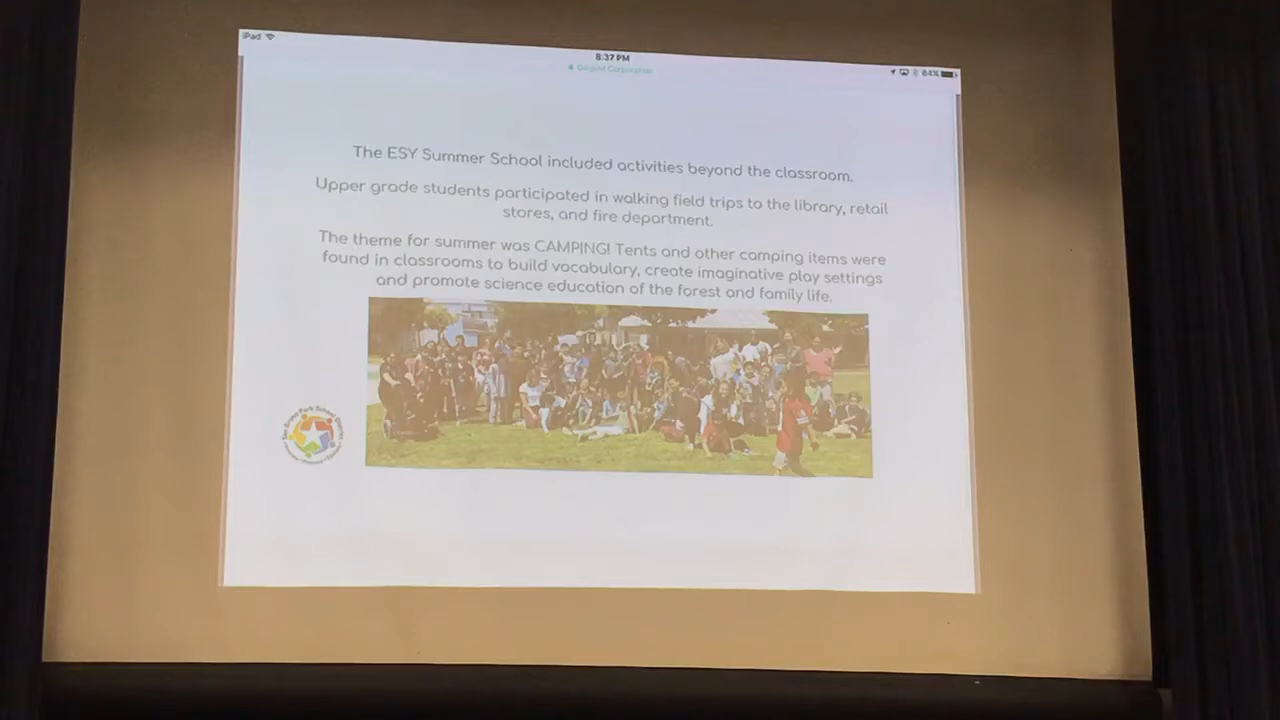 iPad
8:37 PM
84%
The ESY Summer School included activities beyond the classroom.
Upper grade students participated in walking field trips to the library, retail
stores, and fire department.
The theme for summer was CAMPING! Tents and other camping items were
found in classrooms to build vocabulary, create imaginative play settings
and promote science education of the forest and family life.
Park School District